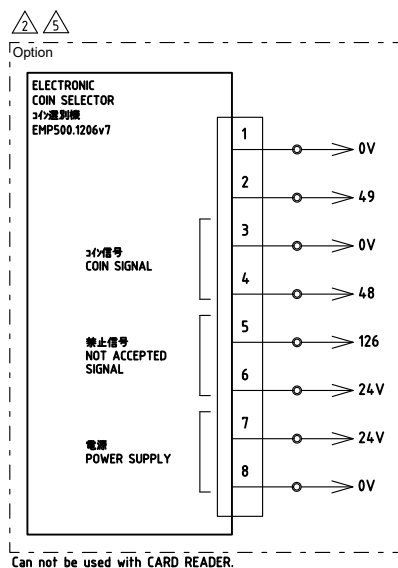 2 5
Option
ELECTRONIC
COIN SELECTOR
ｺｲﾝ選別機
EMP500.1206v7
1
0V
2
49
3
0V
ｺｲﾝ信号
COIN SIGNAL
4
48
5
126
禁止信号
NOT ACCEPTED
SIGNAL
6
24V
7
24V
電源
POWER SUPPLY
8
0V
Can not be used with CARD READER.